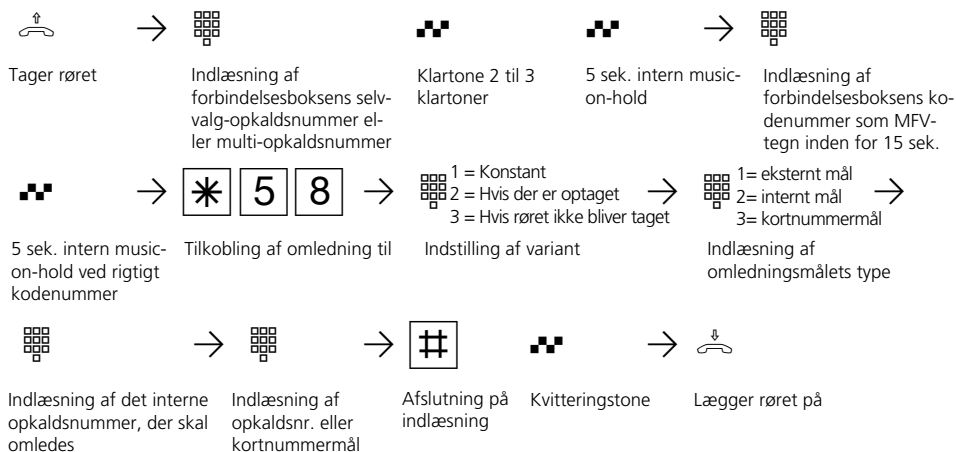 Tager røret
Indlæsning af
forbindelsesboksens selv-
valg-opkaldsnummer el-
ler multi-opkaldsnummer
Klartone 2 til 3
klartoner
5 sek. intern music-
on-hold
Indlæsning af
forbindelsesboksens ko-
denummer som MFV-
tegn inden for 15 sek.
5 sek. intern music-
on-hold ved rigtigt
kodenummer
* 5 8
Tilkobling af omledning til
1 = Konstant
2 = Hvis der er optaget
3 = Hvis røret ikke bliver taget
Indstilling af variant
1= eksternt mål
2= internt mål
3= kortnummermål
Indlæsning af
omledningsmålets type
Indlæsning af det interne
opkaldsnummer, der skal
omledes
Indlæsning af
opkaldsnr. eller
kortnummermål
#
Afslutning på
indlæsning
Kvitteringstone
Lægger røret på